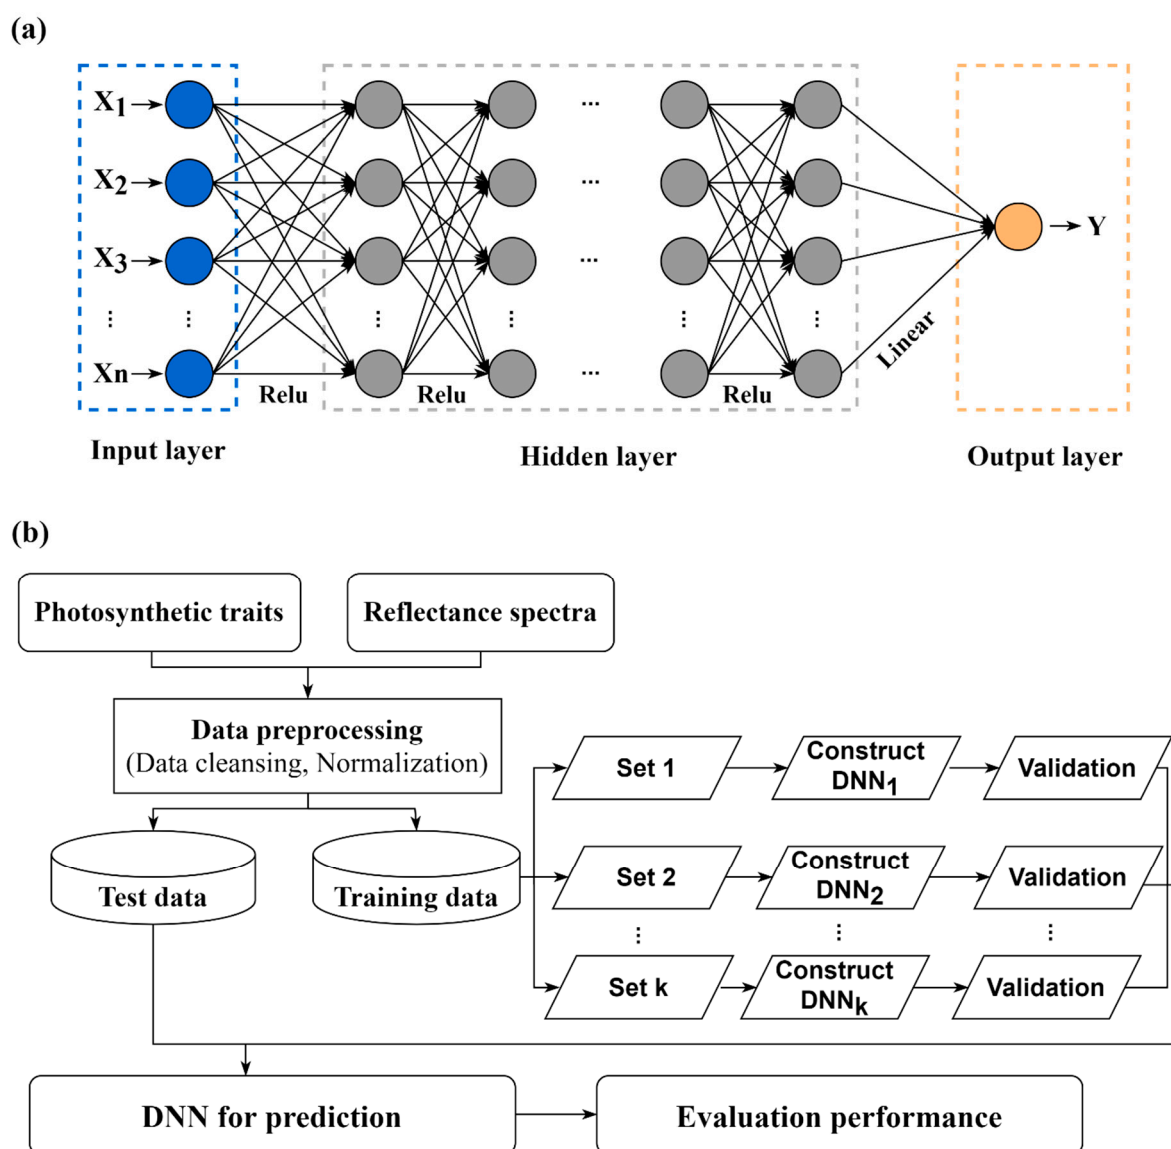 (a)
X1
X2
X3
⋮ ⋮ ⋮ ⋮ ⋮ ⋮
Xn
...
...
...
...
Relu
Relu
Relu
Linear
Y
Input layer
Hidden layer
Output layer
(b)
Photosynthetic traits
Reflectance spectra
Data preprocessing
(Data cleansing, Normalization)
Test data
Training data
Set 1
Construct
DNN1
Validation
Set 2
Construct
DNN2
Validation
⋮ ⋮ ⋮
Set k
Construct
DNNk
Validation
DNN for prediction
Evaluation performance